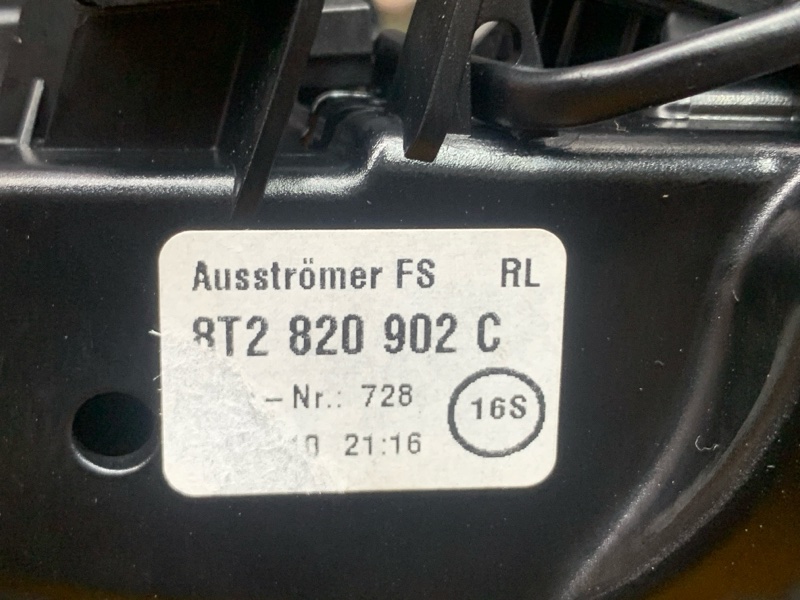 Ausströmer FS RL
8T2 820 902 C
-Nr.: 728 16S
21:16